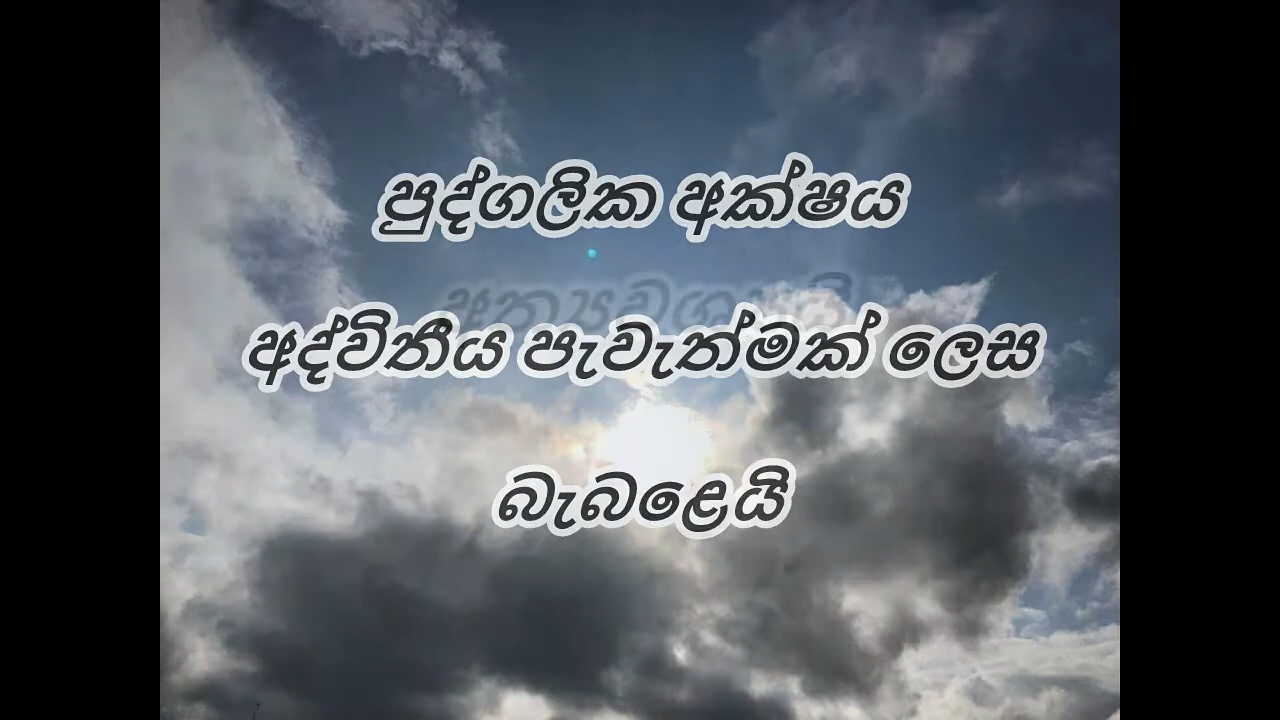 පුද්ගලික අක්ෂය
අද්විතීය පැවැත්මක් ලෙස
බැබළෙයි